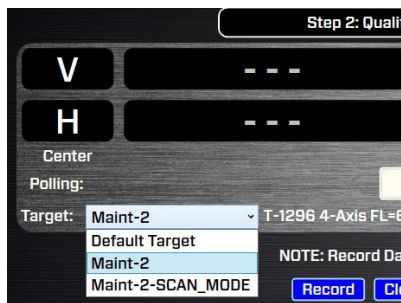 Step 2: Quali
V - - -
H - - -
Center
Polling:
Target: Maint-2 T-1296 4-Axis FL=6
Default Target
Maint-2
NOTE: Record Da
Maint-2-SCAN_MODE
Record Cle